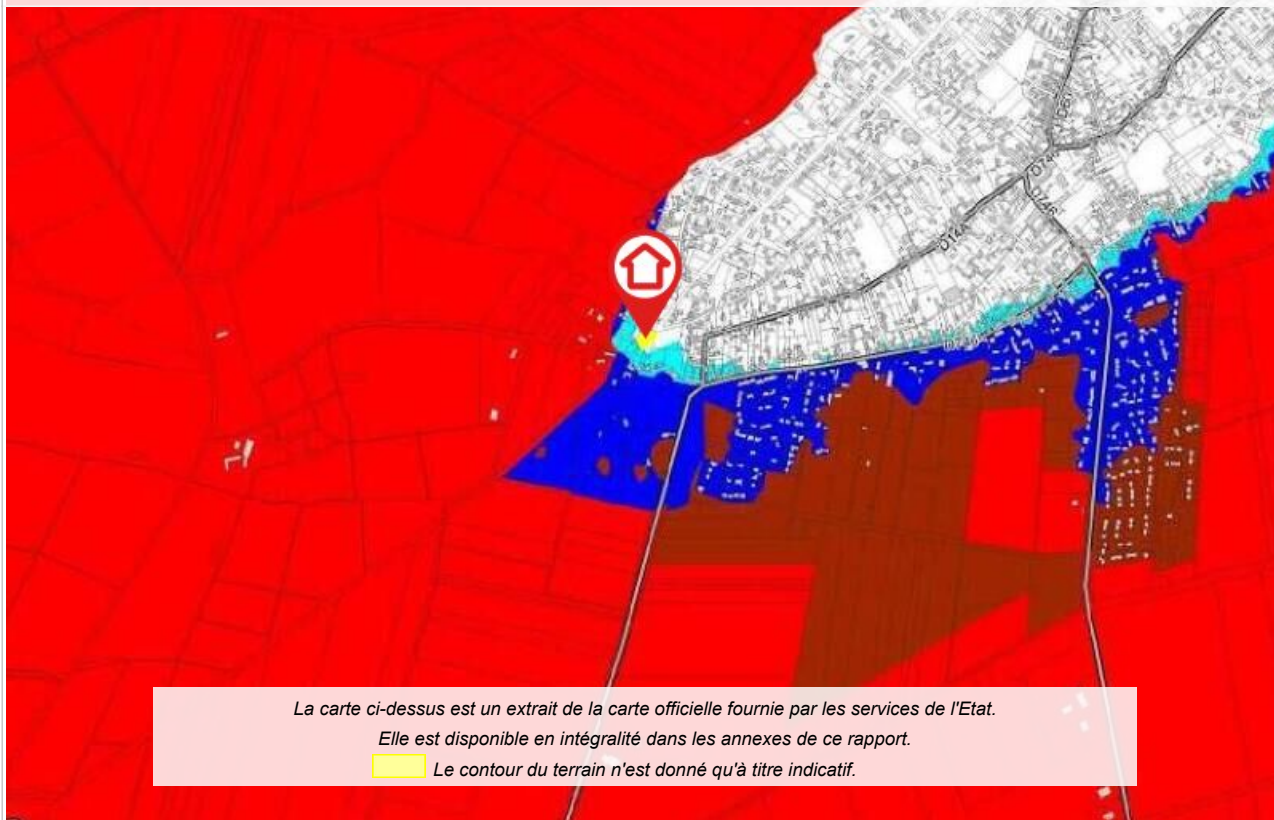 D746
D746
D14
La carte ci-dessus est un extrait de la carte officielle fournie par les services de l'Etat.
Elle est disponible en intégralité dans les annexes de ce rapport.
Le contour du terrain n'est donné qu'à titre indicatif.